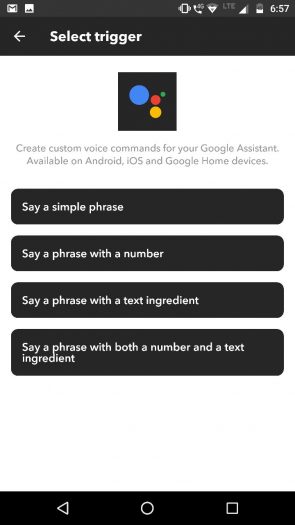 4G LTE 6:57
Select trigger
Create custom voice commands for your Google Assistant.
Available on Android, iOS and Google Home devices.
Say a simple phrase
Say a phrase with a number
Say a phrase with a text ingredient
Say a phrase with both a number and a text
ingredient